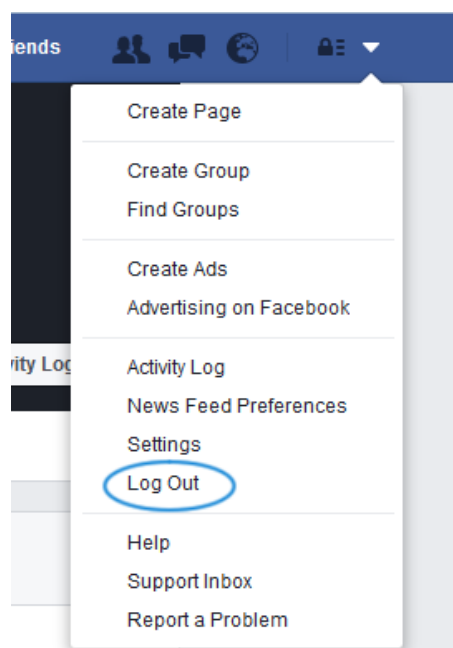 iends
Create Page
Create Group
Find Groups
Create Ads
Advertising on Facebook
vity Log
Activity Log
News Feed Preferences
Settings
Log Out
Help
Support Inbox
Report a Problem